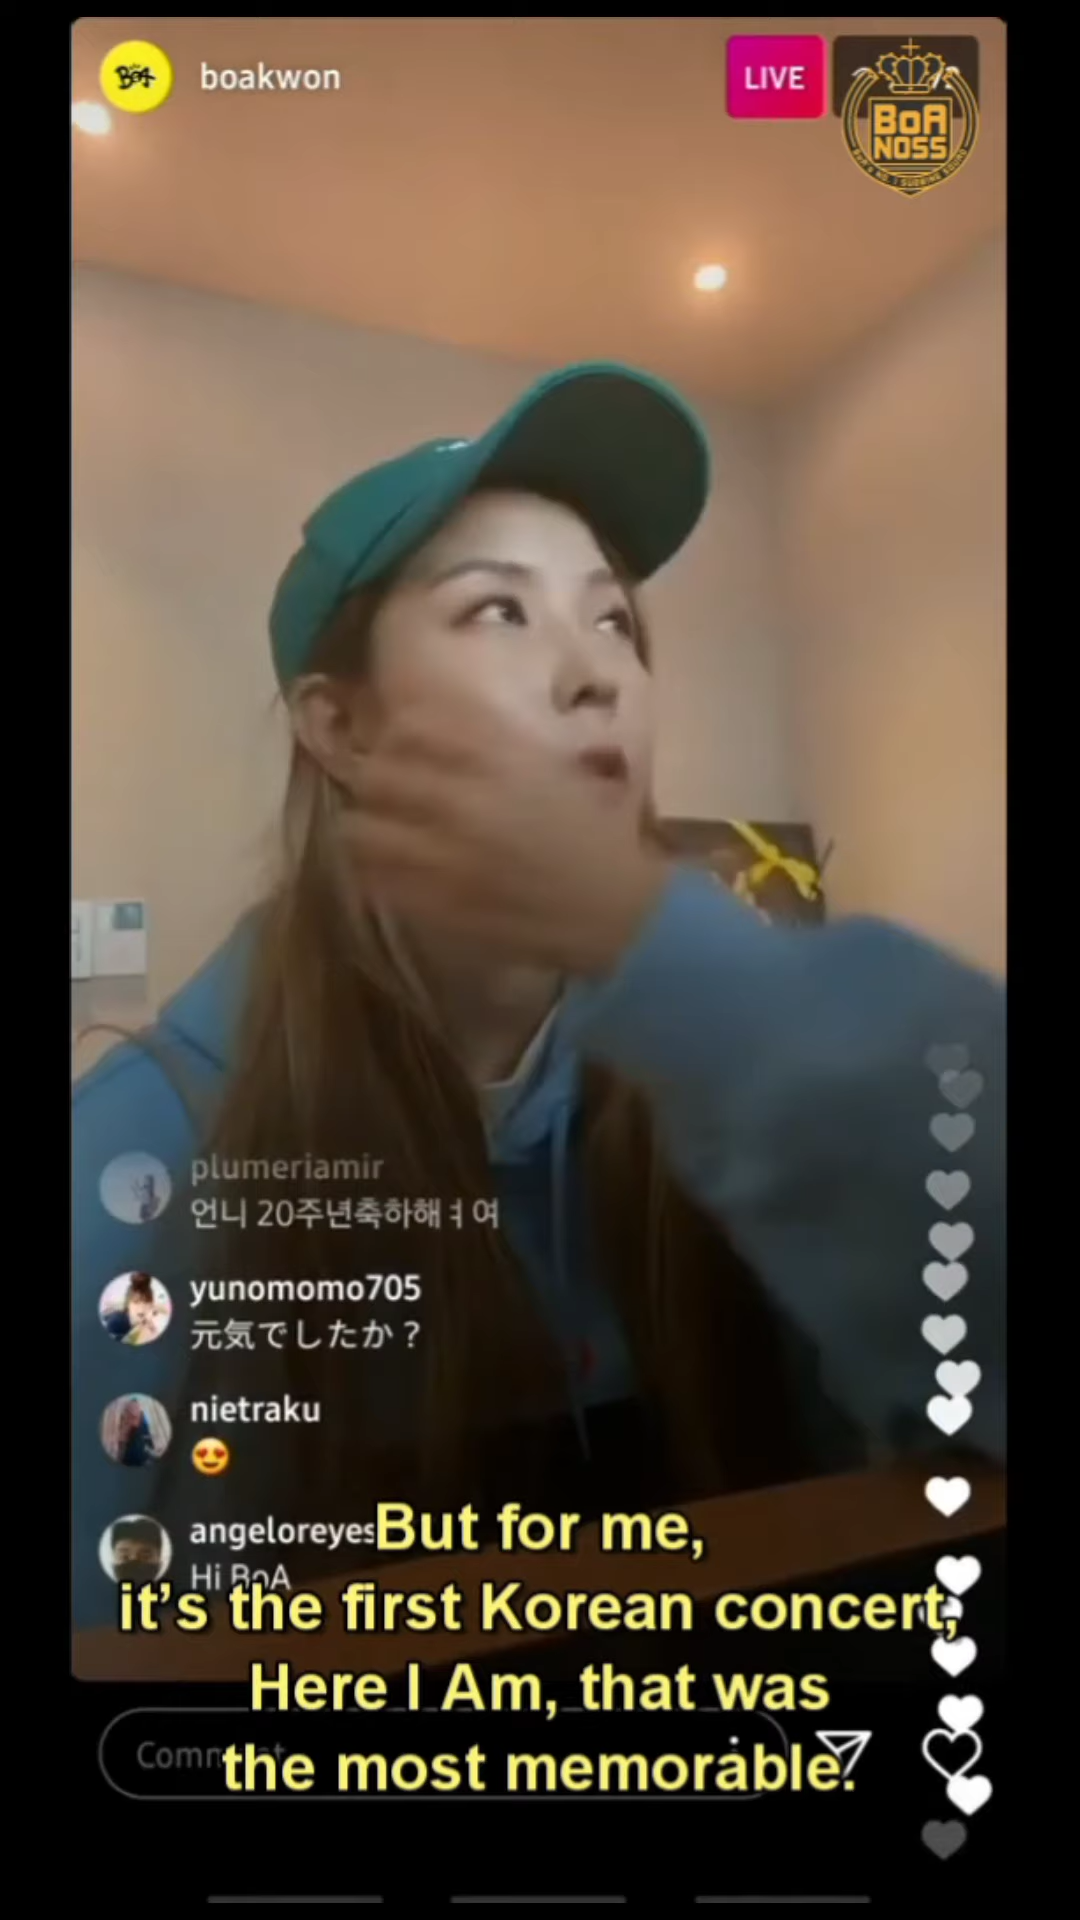 BoA
boakwon
LIVE
BoA
NOSS
plumeriamir
언니 20주년축하해ㅕ여
yunomomo705
元気でしたか？
nietraku
angeloreyes
Hi BoA
But for me,
it's the first Korean concert,
Here I Am, that was
the most memorable.